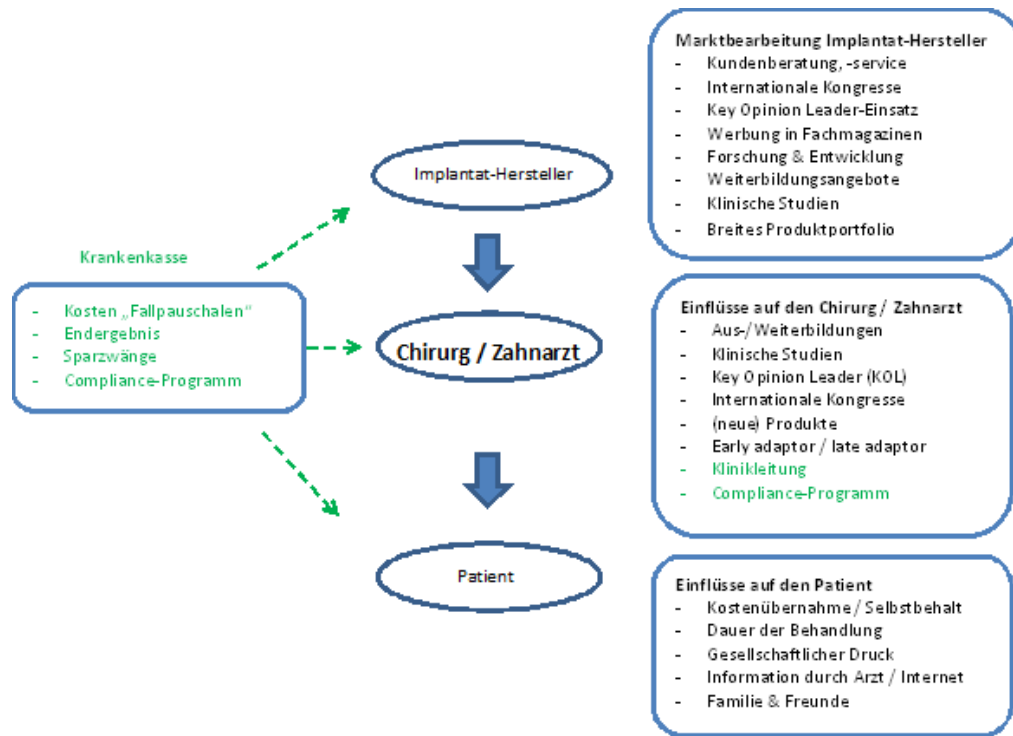 Marktbearbeitung Implantat-Hersteller
- Kundenberatung, -service
- Internationale Kongresse
- Key Opinion Leader-Einsatz
- Werbung in Fachmagazinen
- Forschung & Entwicklung
- Weiterbildungsangebote
- Klinische Studien
- Breites Produktportfolio
Implantat-Hersteller
Krankenkasse
- Kosten „Fallpauschalen“
- Endergebnis
- Sparzwänge
- Compliance-Programm
Chirurg / Zahnarzt
Einflüsse auf den Chirurg / Zahnarzt
- Aus-/ Weiterbildungen
- Klinische Studien
- Key Opinion Leader (KOL)
- Internationale Kongresse
- (neue) Produkte
- Early adaptor / late adaptor
- Klinikleitung
- Compliance-Programm
Patient
Einflüsse auf den Patient
- Kostenübernahme / Selbstbehalt
- Dauer der Behandlung
- Gesellschaftlicher Druck
- Information durch Arzt / Internet
- Familie & Freunde